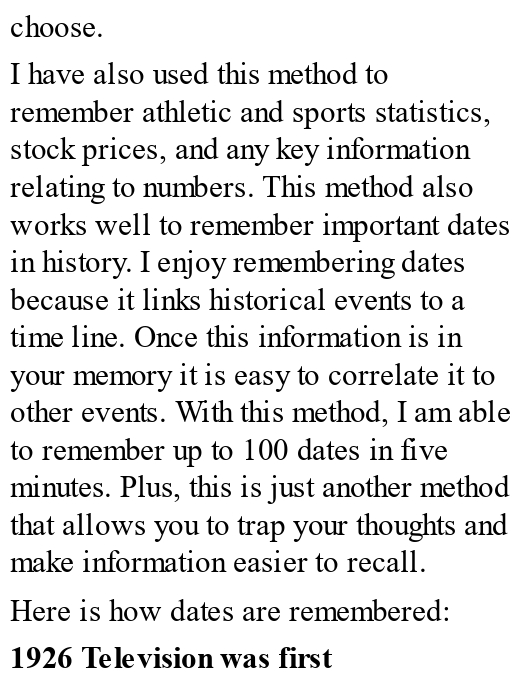 choose.
I have also used this method to
remember athletic and sports statistics,
stock prices, and any key information
relating to numbers. This method also
works well to remember important dates
in history. I enjoy remembering dates
because it links historical events to a
time line. Once this information is in
your memory it is easy to correlate it to
other events. With this method, I am able
to remember up to 100 dates in five
minutes. Plus, this is just another method
that allows you to trap your thoughts and
make information easier to recall.
Here is how dates are remembered:
1926 Television was first